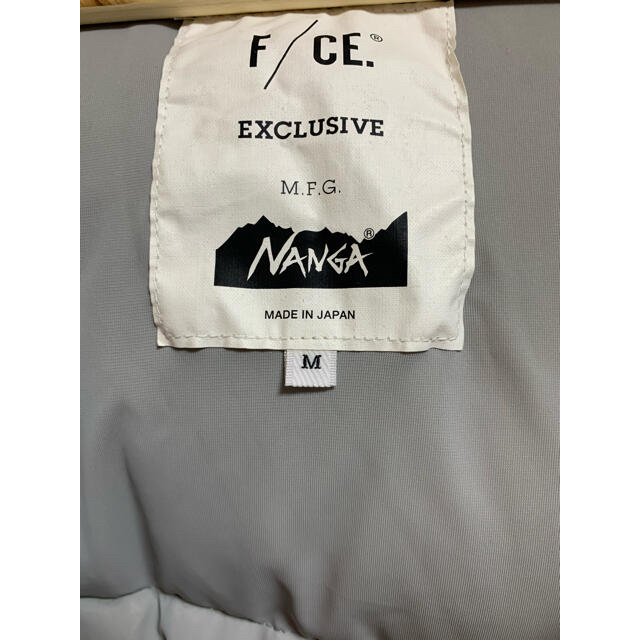 F/CE.®
EXCLUSIVE
M.F.G.
NANGA®
MADE IN JAPAN
M